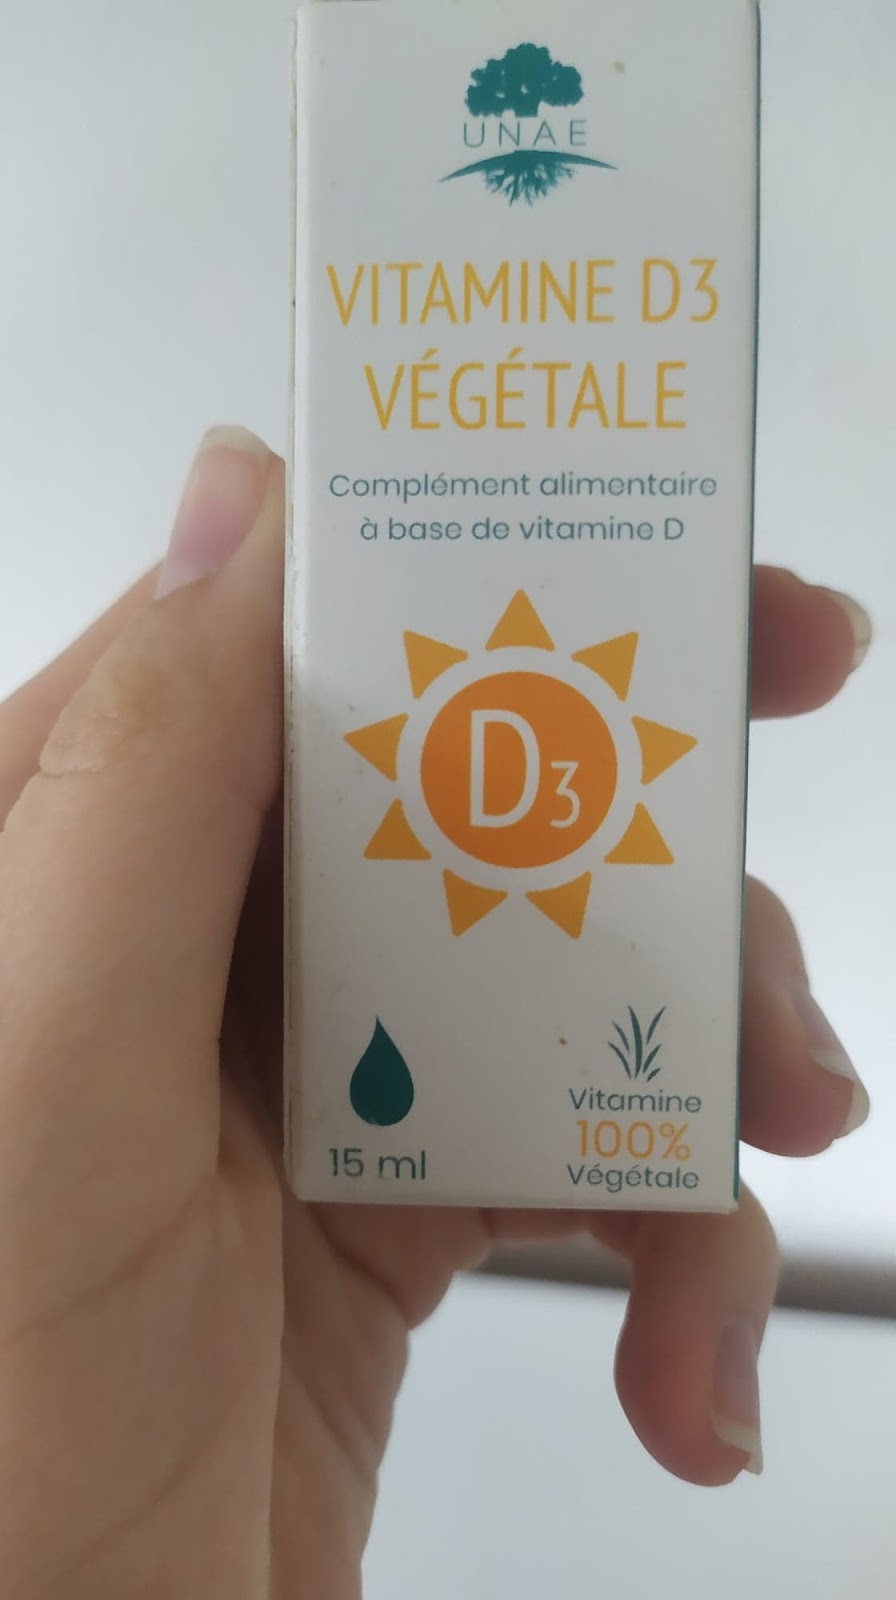 UNAE
VITAMINE D3
VÉGÉTALE
Complément alimentaire
à base de vitamine D
D3
15 ml
Vitamine
100%
Végétale